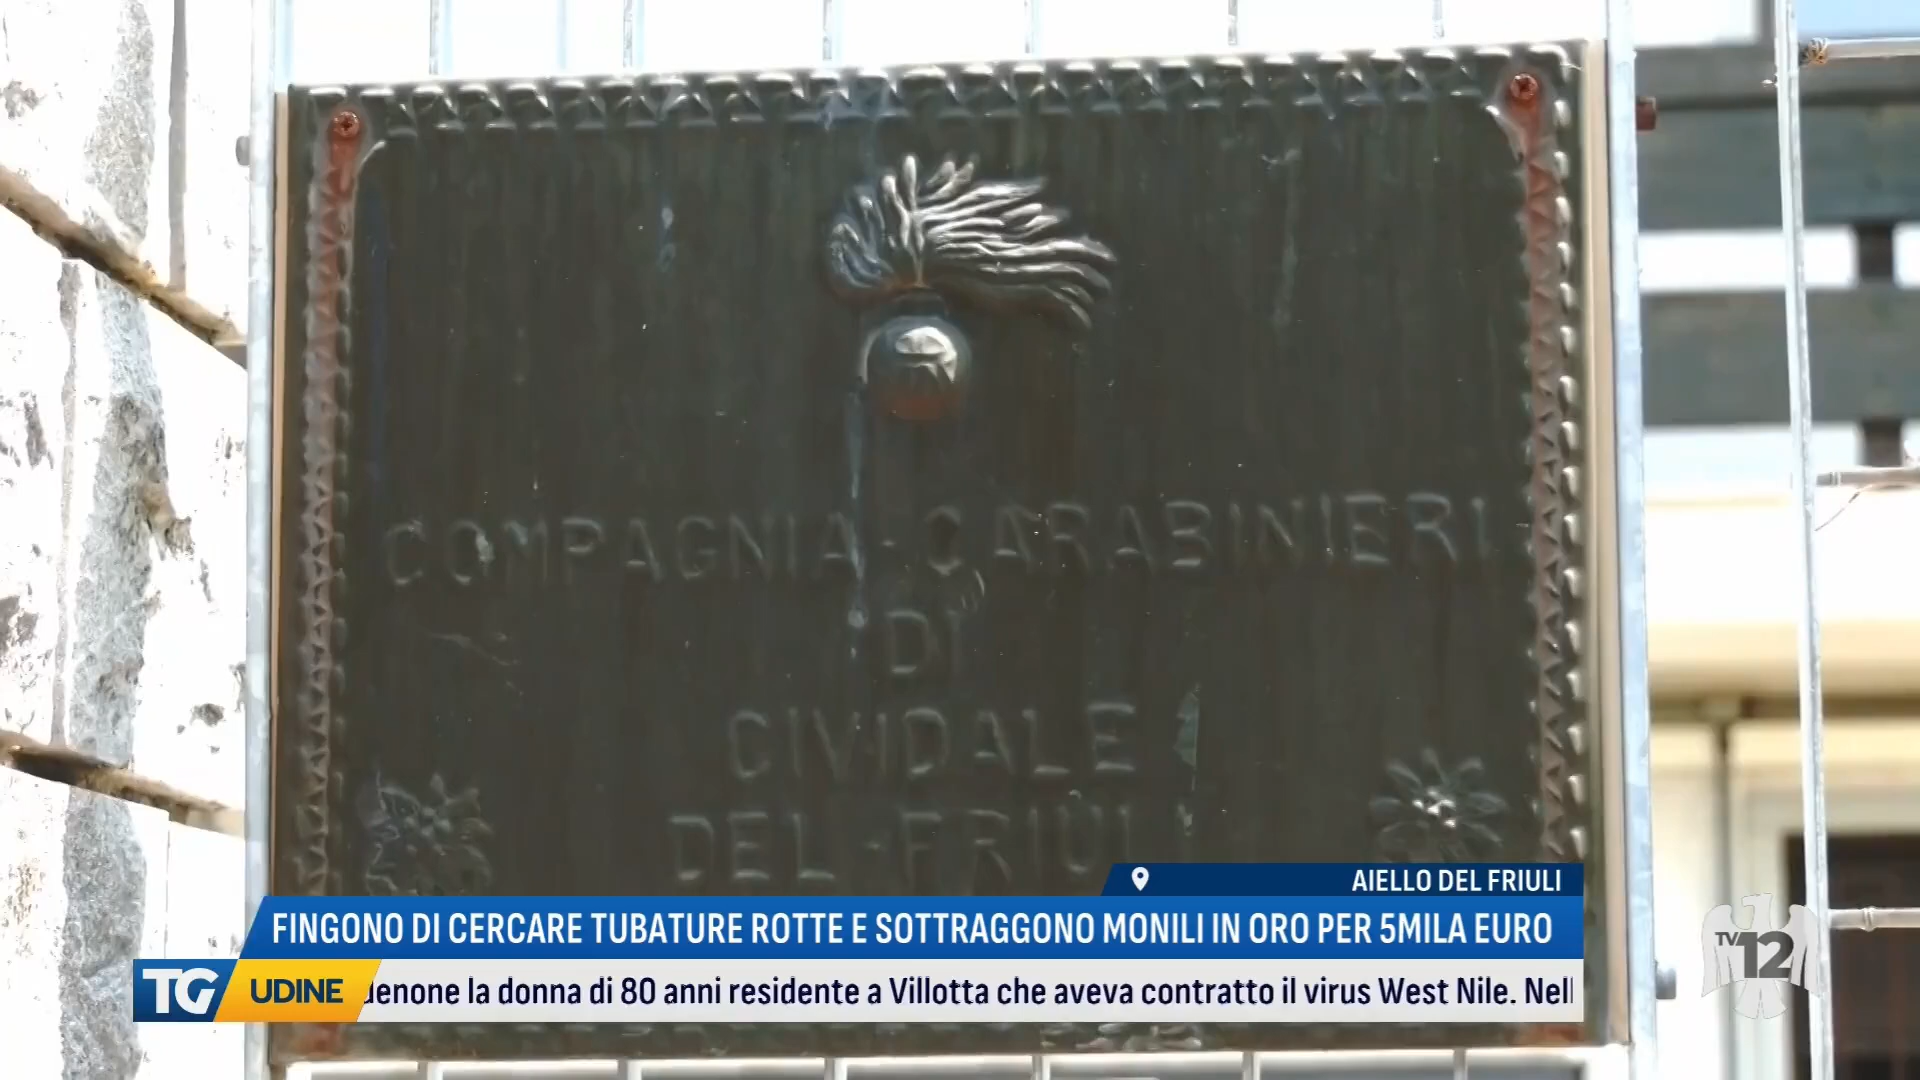 COMPAGNIA - CARABINIERI
DI
CIVIDALE
DEL - FRIULI
AIELLO DEL FRIULI
FINGONO DI CERCARE TUBATURE ROTTE E SOTTRAGGONO MONILI IN ORO PER 5MILA EURO
TG UDINE denone la donna di 80 anni residente a Villotta che aveva contratto il virus West Nile. Nell
TV12